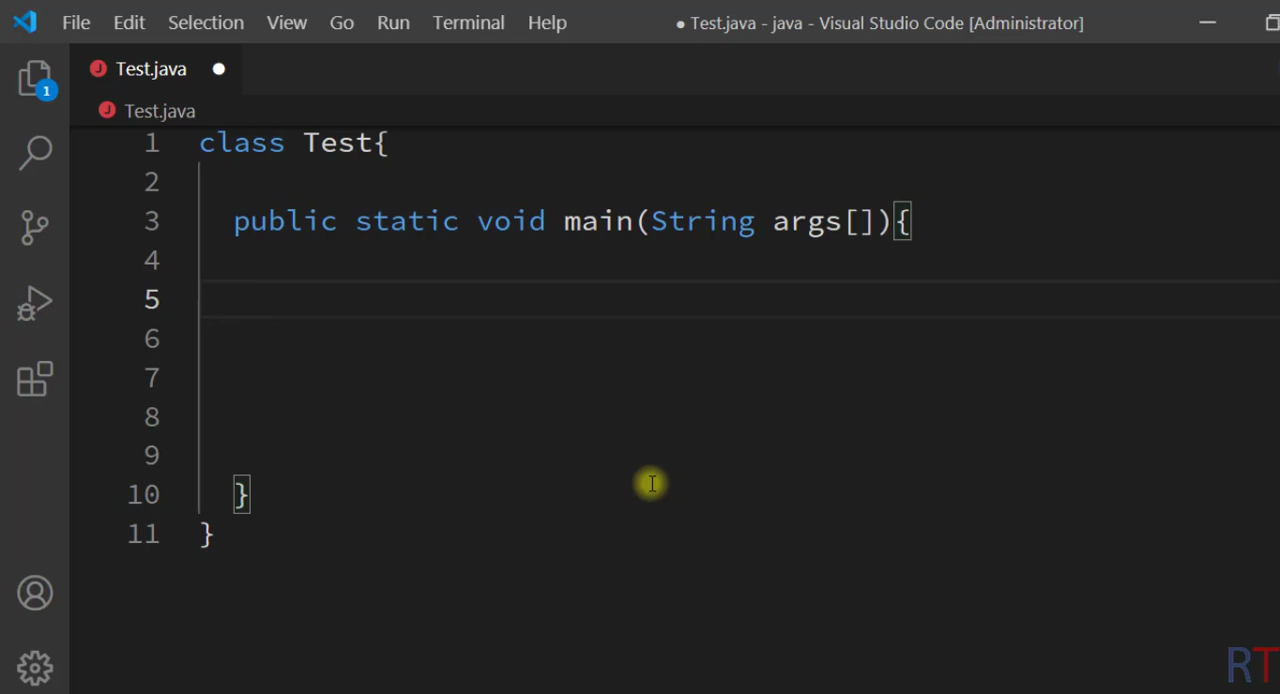 File Edit Selection View Go Run Terminal Help ● Test.java - java - Visual Studio Code [Administrator]
J Test.java ●
1
J Test.java
1 class Test{
2
3 public static void main(String args[]){
4
5
6
7
8
9
10 }
11 }
RT